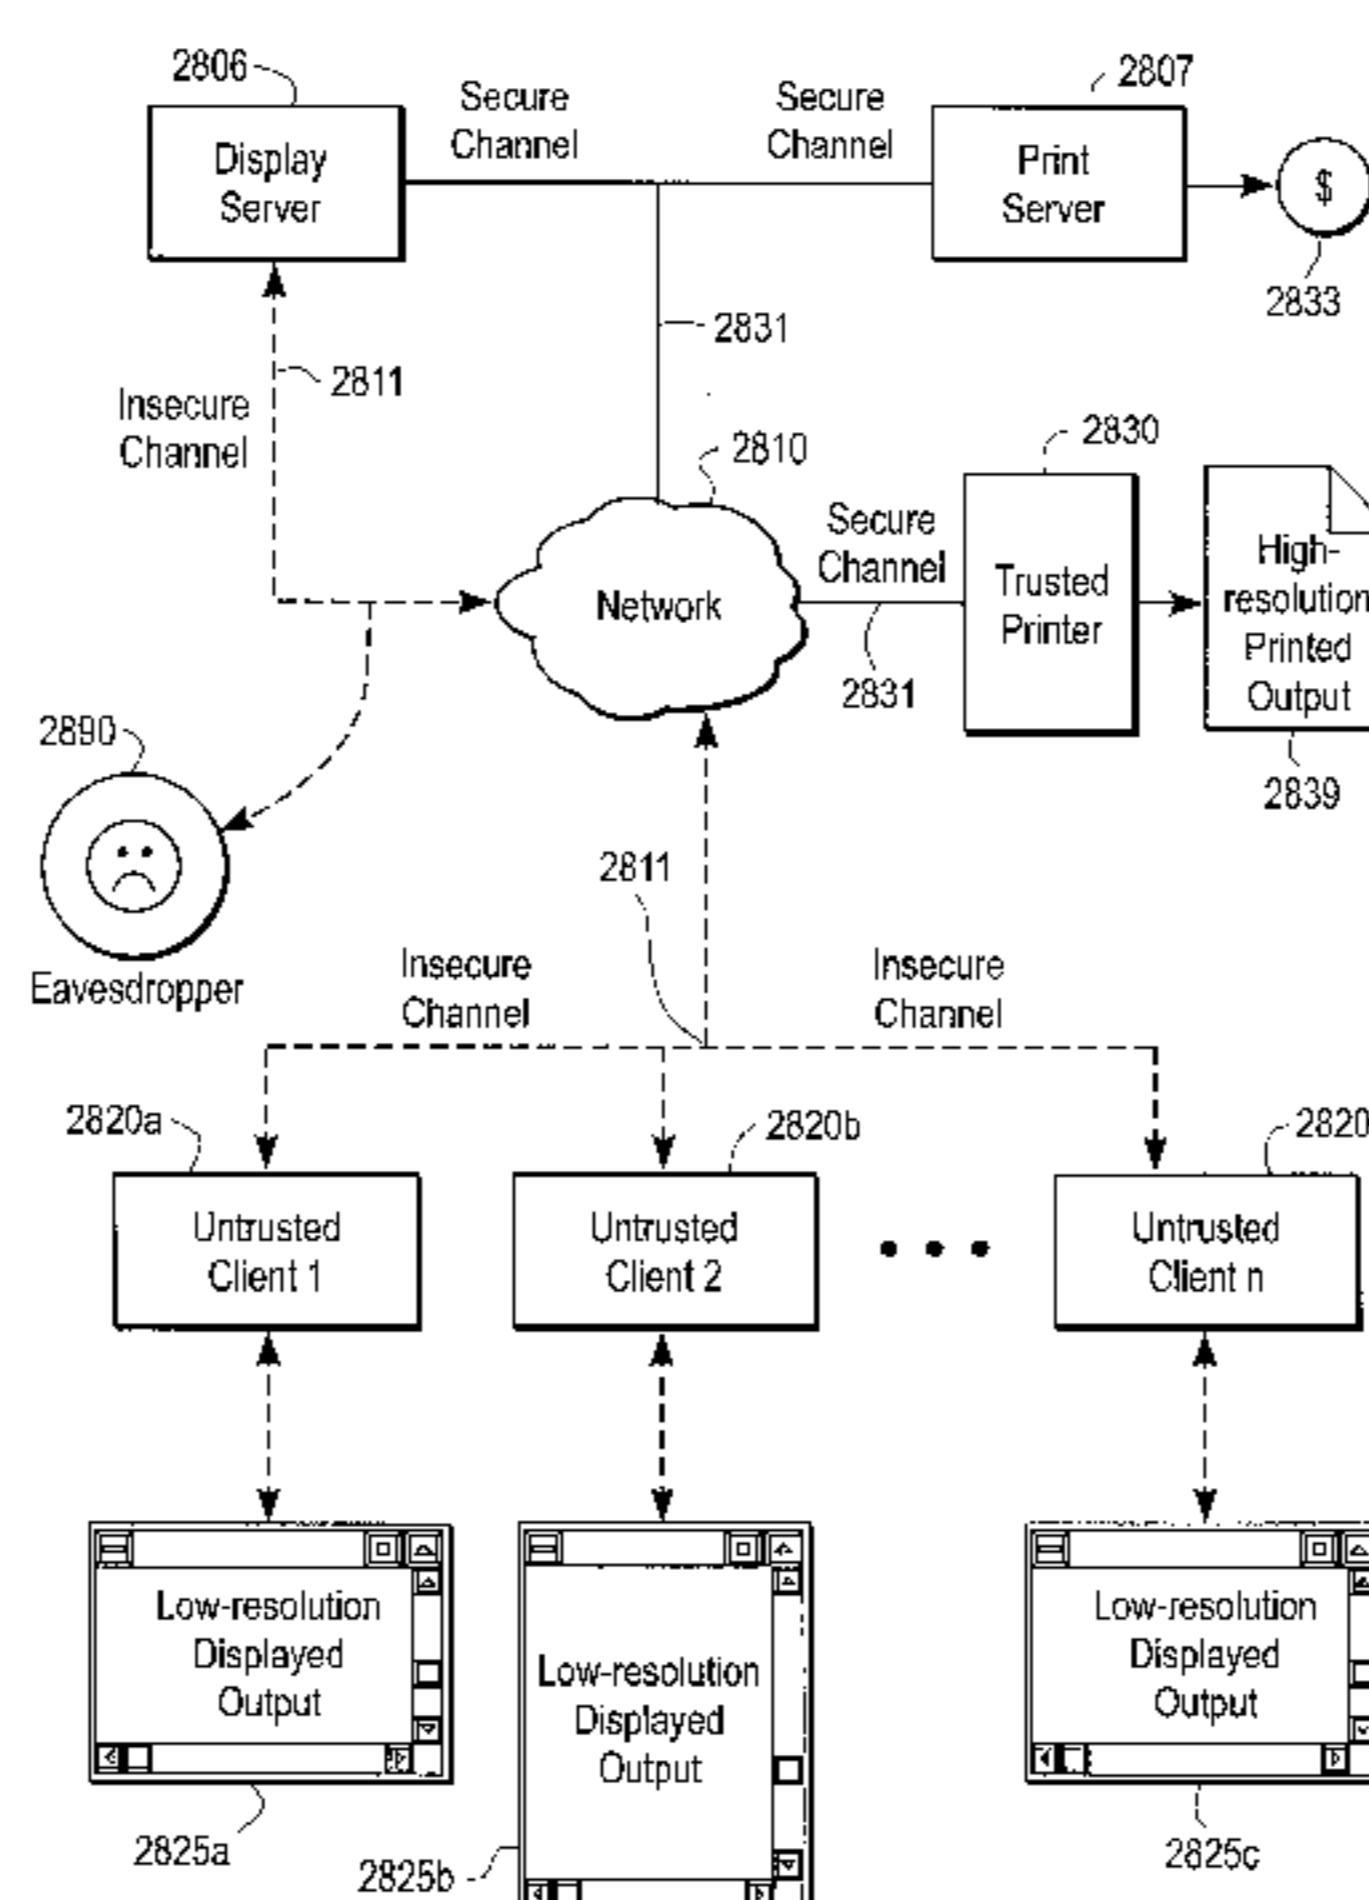 2806
Secure
Channel
Secure
Channel
2807
Display
Server
Print
Server
$
2833
2831
2811
Insecure
Channel
2810
2830
Secure
Channel
Network
Trusted
Printer
High-
resolution
Printed
Output
2831
2839
2890
Eavesdropper
2811
Insecure
Channel
Insecure
Channel
2820a
2820b
2820
Untrusted
Client 1
Untrusted
Client 2
Untrusted
Client n
Low-resolution
Displayed
Output
Low-resolution
Displayed
Output
Low-resolution
Displayed
Output
2825a
2825b
2825c